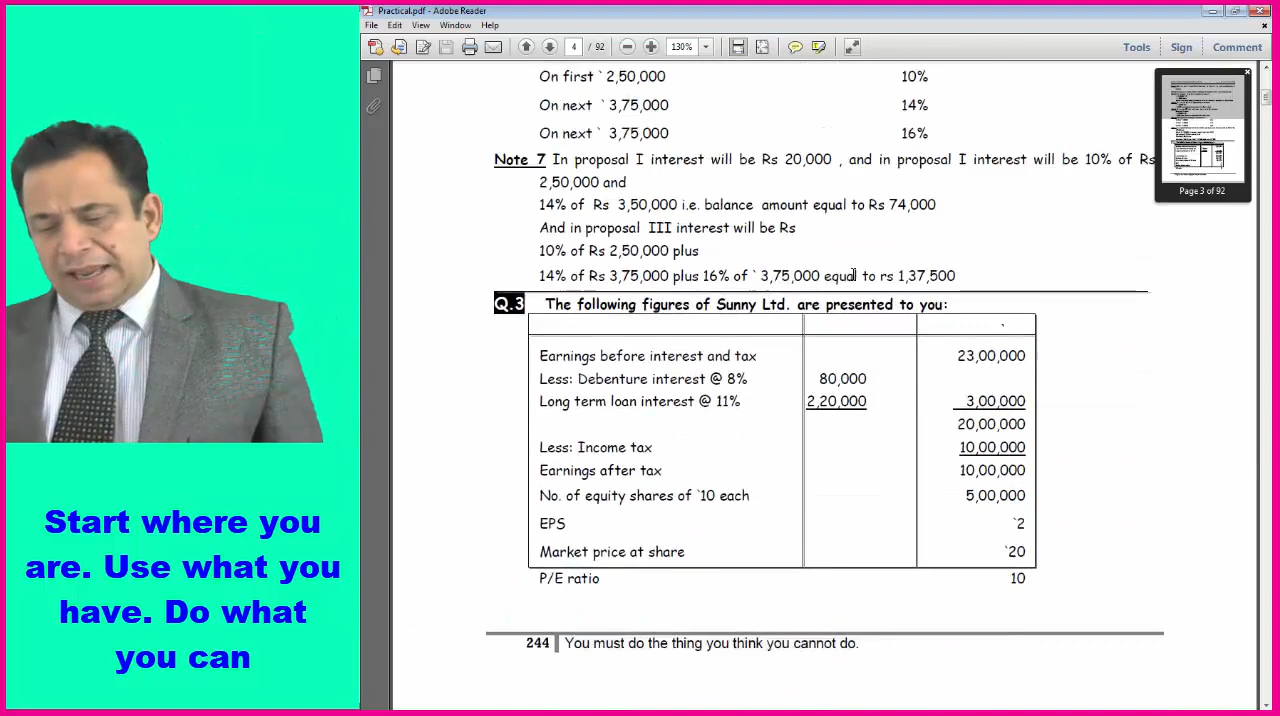 Practical.pdf - Adobe Reader
File Edit View Window Help
4 / 92 130% Tools Sign Comment
On first ` 2,50,000 10%
On next ` 3,75,000 14%
On next ` 3,75,000 16%
Note 7 In proposal I interest will be Rs 20,000 , and in proposal I interest will be 10% of Rs
2,50,000 and
14% of Rs 3,50,000 i.e. balance amount equal to Rs 74,000
And in proposal III interest will be Rs
10% of Rs 2,50,000 plus
14% of Rs 3,75,000 plus 16% of ` 3,75,000 equal to rs 1,37,500
Page 3 of 92
Q.3 The following figures of Sunny Ltd. are presented to you:
`
Earnings before interest and tax 23,00,000
Less: Debenture interest @ 8% 80,000
Long term loan interest @ 11% 2,20,000 3,00,000
20,00,000
Less: Income tax 10,00,000
Earnings after tax 10,00,000
No. of equity shares of `10 each 5,00,000
EPS `2
Market price at share `20
P/E ratio 10
244 You must do the thing you think you cannot do.
Start where you
are. Use what you
have. Do what
you can